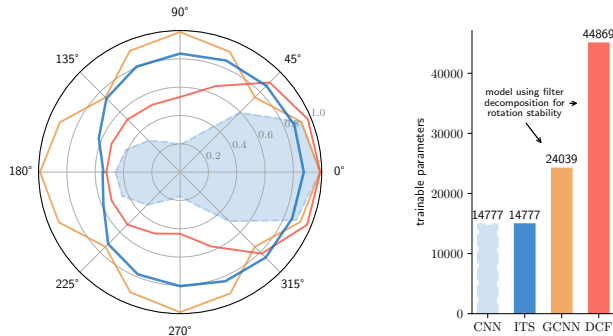 90°
135°
45°
1.0
0.8
0.6
0.4
0.2
180°
0°
225°
315°
270°
44869
model using filter
decomposition for
rotation stability
24039
14777
14777
40000
30000
20000
10000
0
trainable parameters
CNN
ITS
GCNN
DCF